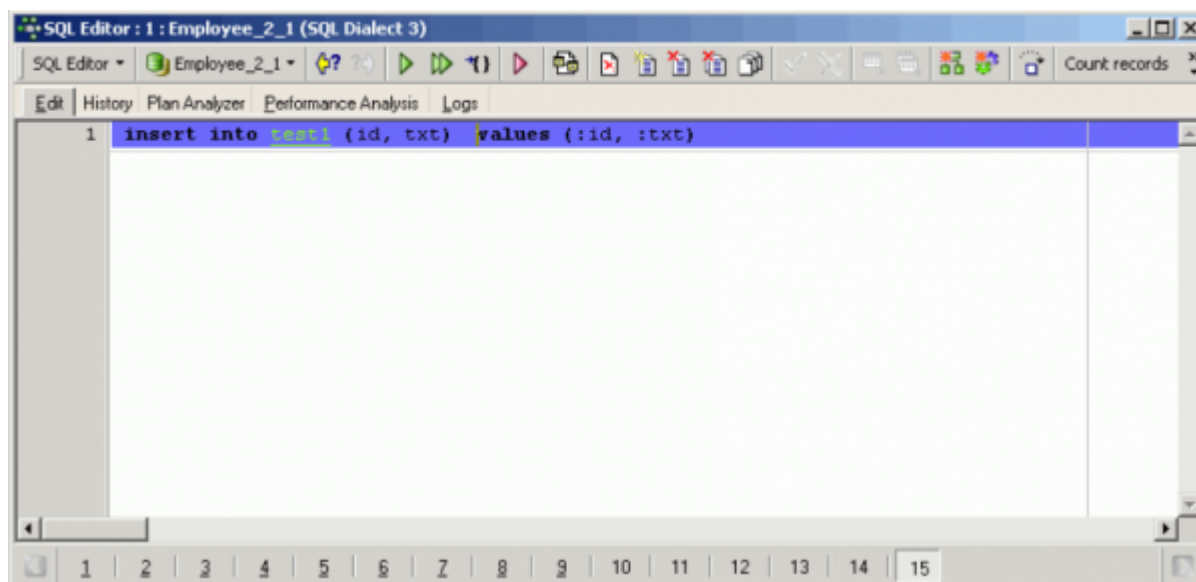 SQL Editor : 1 : Employee_2_1 (SQL Dialect 3)
SQL Editor Employee_2_1 Count records
Edit History Plan Analyzer Performance Analysis Logs
1 insert into test1 (id, txt) values (:id, :txt)
1 2 3 4 5 6 7 8 9 10 11 12 13 14 15